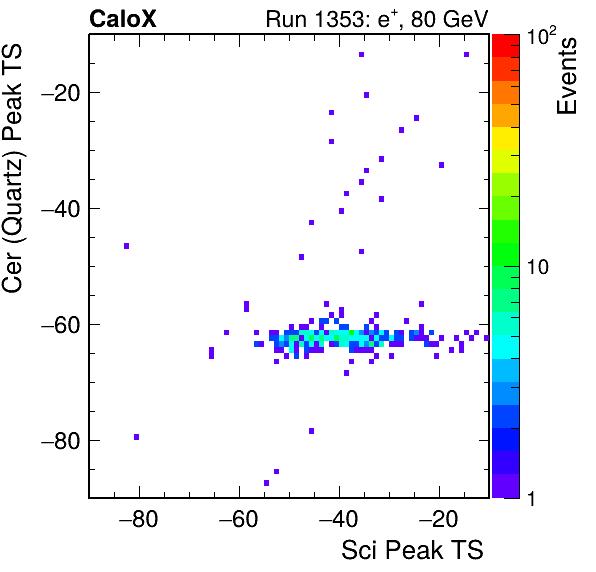 CaloX Run 1353: e+, 80 GeV
Cer (Quartz) Peak TS
−20
−40
−60
−80
−80 −60 −40 −20
Sci Peak TS
10²
10
1
Events